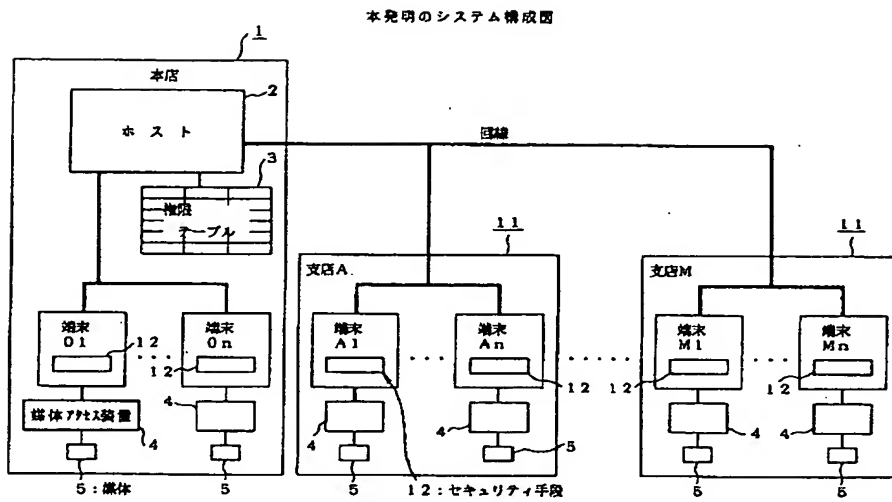 本発明のシステム構成図
1
本店
2
ホスト
回線
3
権限
テーブル
11
11
支店A
支店M
端末
01
12
端末
0n
12
端末
A1
端末
An
12
端末
M1
12
端末
Mn
12
媒体アクセス装置
4
4
4
4
4
4
5:媒体
5
5
12:セキュリティ手段
5
5
5